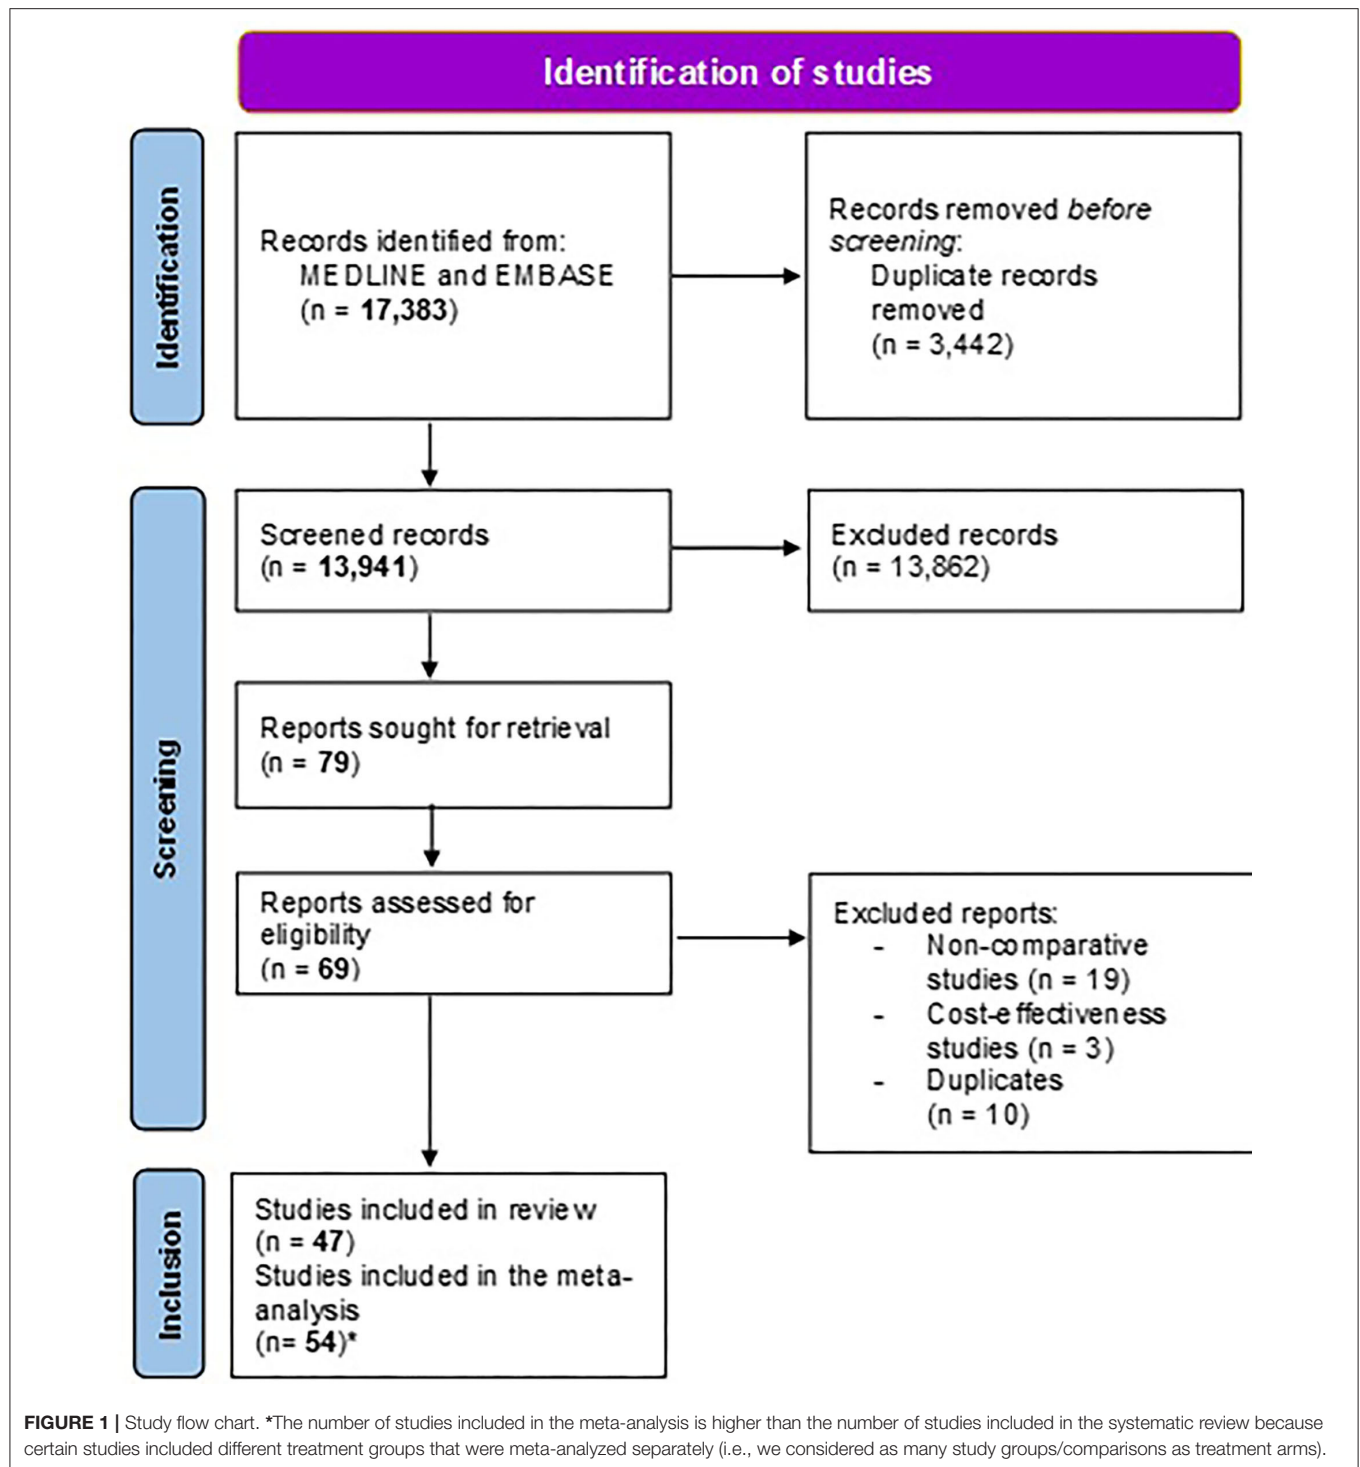 Identification of studies
Identification
Records identified from:
MEDLINE and EMBASE
(n = 17,383)
Records removed before
screening:
Duplicate records
removed
(n = 3,442)
Screening
Screened records
(n = 13,941)
Excluded records
(n = 13,862)
Reports sought for retrieval
(n = 79)
Reports assessed for
eligibility
(n = 69)
Excluded reports:
- Non-comparative
studies (n = 19)
- Cost-effectiveness
studies (n = 3)
- Duplicates
(n = 10)
Inclusion
Studies included in review
(n = 47)
Studies included in the meta-
analysis
(n= 54)*
FIGURE 1 | Study flow chart. *The number of studies included in the meta-analysis is higher than the number of studies included in the systematic review because
certain studies included different treatment groups that were meta-analyzed separately (i.e., we considered as many study groups/comparisons as treatment arms).